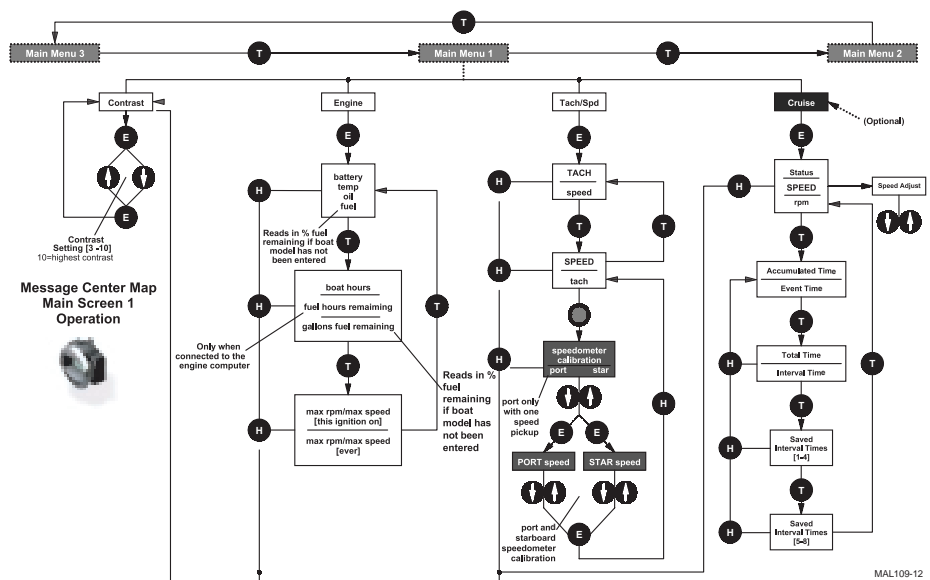 T
Main Menu 3
T
Main Menu 1
T
Main Menu 2
Contrast
E
E
Contrast
Setting [3 -10]
10=highest contrast
Message Center Map
Main Screen 1
Operation
Engine
E
H
battery
temp
oil
fuel
Reads in % fuel
remaining if boat
model has not
been entered
T
H
boat hours
fuel hours remaining
gallons fuel remaining
T
Only when
connected to the
engine computer
Reads in %
fuel
remaining
if boat
model has
not been
entered
T
H
max rpm/max speed
[this ignition on]
max rpm/max speed
[ever]
Tach/Spd
E
H
TACH
speed
T
T
H
SPEED
tach
H
speedometer
calibration
port star
port only
with one
speed
pickup
H
E
E
PORT speed
STAR speed
port and
starboard
speedometer
calibration
E
Cruise
(Optional)
E
H
Status
SPEED
rpm
Speed Adjust
T
Accumulated Time
Event Time
T
H
Total Time
Interval Time
T
T
H
Saved
Interval Times
[1-4]
T
H
Saved
Interval Times
[5-8]
MAL109-12